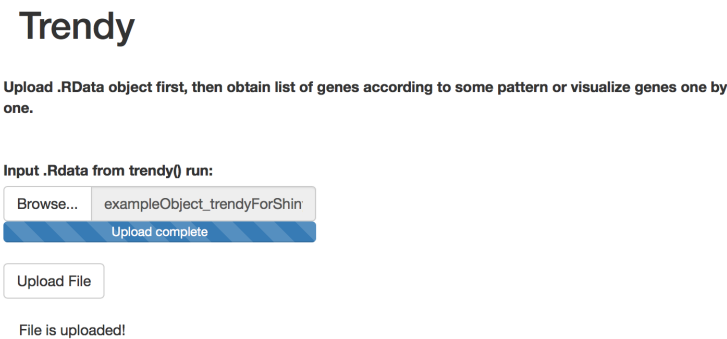 Trendy
Upload .RData object first, then obtain list of genes according to some pattern or visualize genes one by
one.
Input .Rdata from trendy() run:
Browse... exampleObject_trendyForShin
Upload complete
Upload File
File is uploaded!